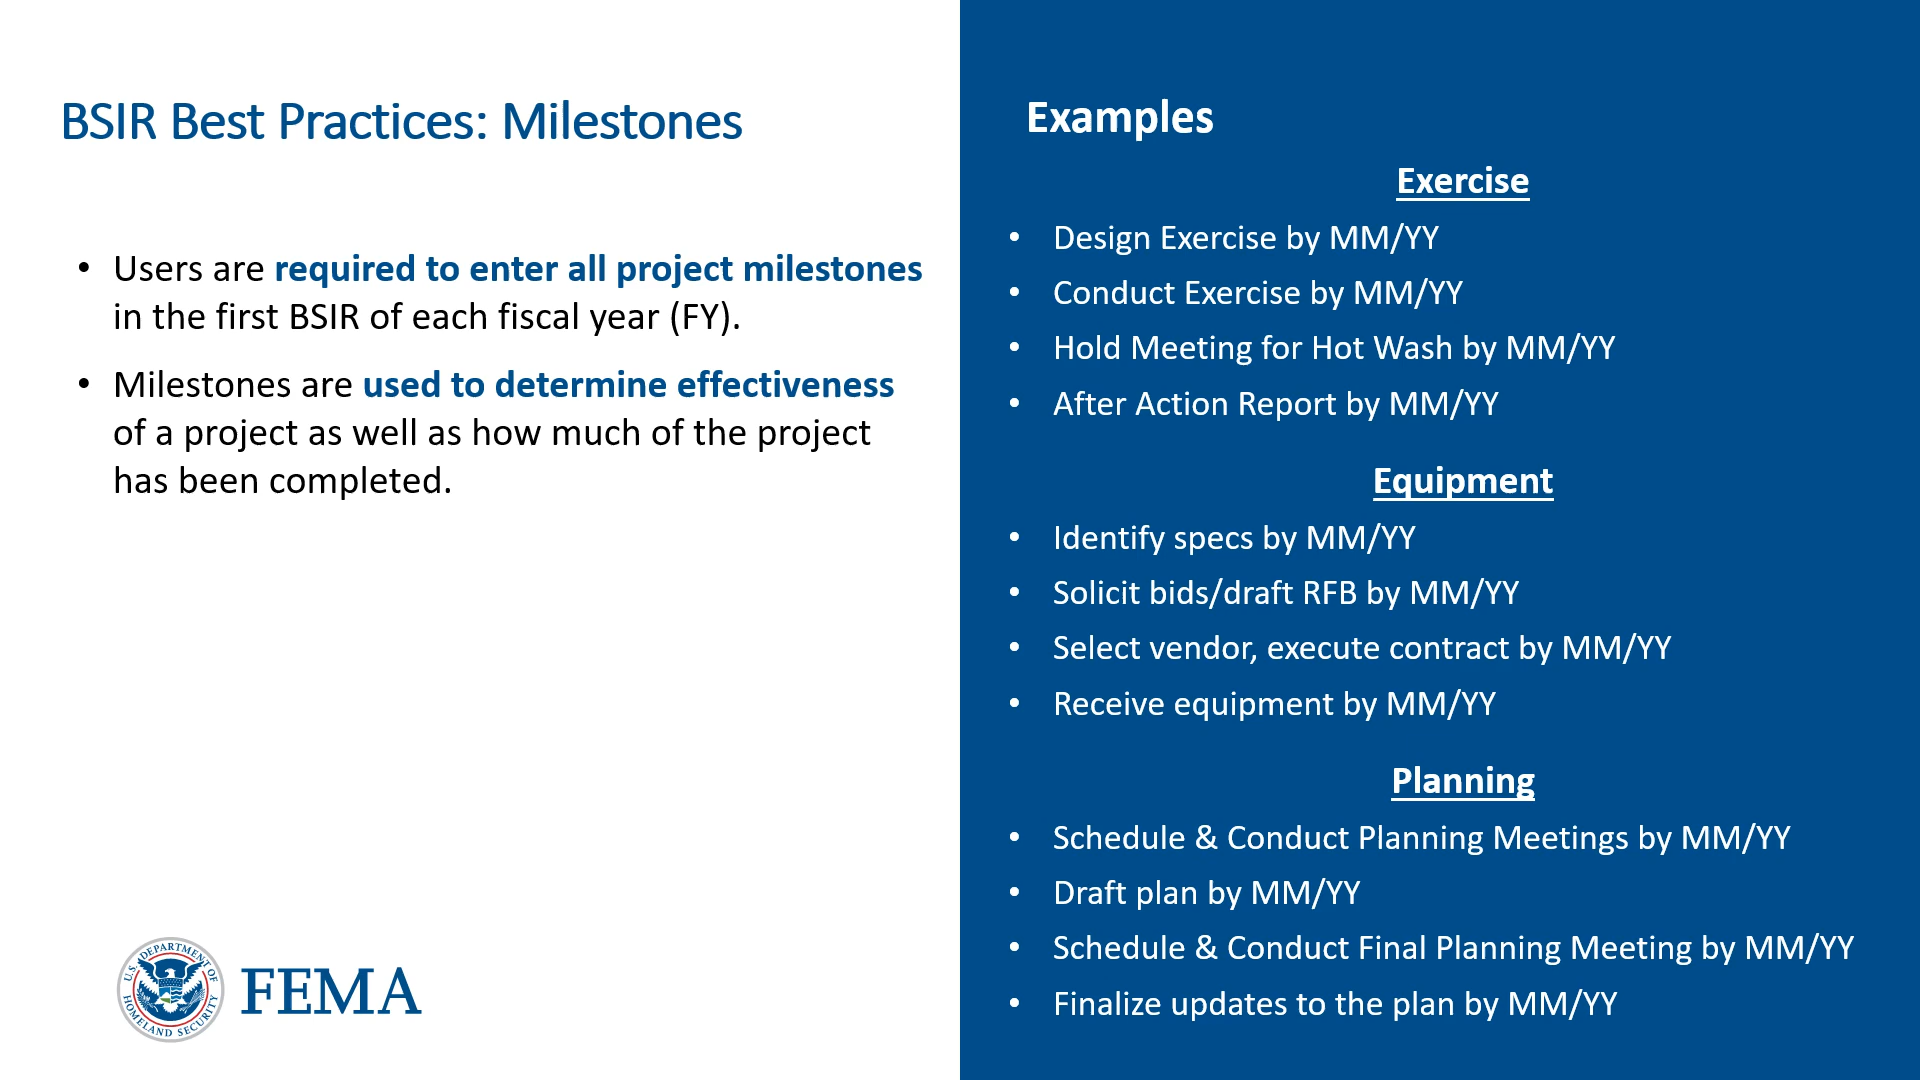 BSIR Best Practices: Milestones
• Users are required to enter all project milestones
in the first BSIR of each fiscal year (FY).
• Milestones are used to determine effectiveness
of a project as well as how much of the project
has been completed.
U.S. DEPARTMENT OF
HOMELAND SECURITY
FEMA
Examples
Exercise
• Design Exercise by MM/YY
• Conduct Exercise by MM/YY
• Hold Meeting for Hot Wash by MM/YY
• After Action Report by MM/YY
Equipment
• Identify specs by MM/YY
• Solicit bids/draft RFB by MM/YY
• Select vendor, execute contract by MM/YY
• Receive equipment by MM/YY
Planning
• Schedule & Conduct Planning Meetings by MM/YY
• Draft plan by MM/YY
• Schedule & Conduct Final Planning Meeting by MM/YY
• Finalize updates to the plan by MM/YY